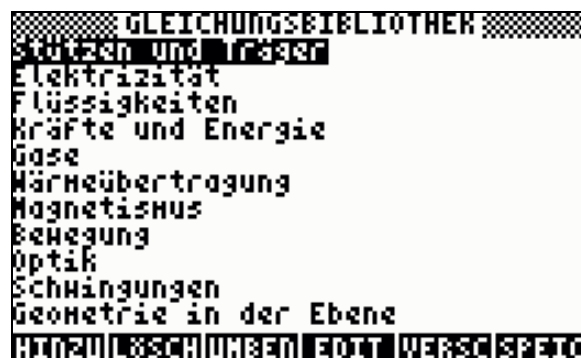 GLEICHUNGSBIBLIOTHEK
Stützen und Träger
Elektrizität
Flüssigkeiten
Kräfte und Energie
Gase
Wärmeübertragung
Magnetismus
Bewegung
Optik
Schwingungen
Geometrie in der Ebene
HINZU LÖSCH UMBEN EDIT VERSC SPEIC